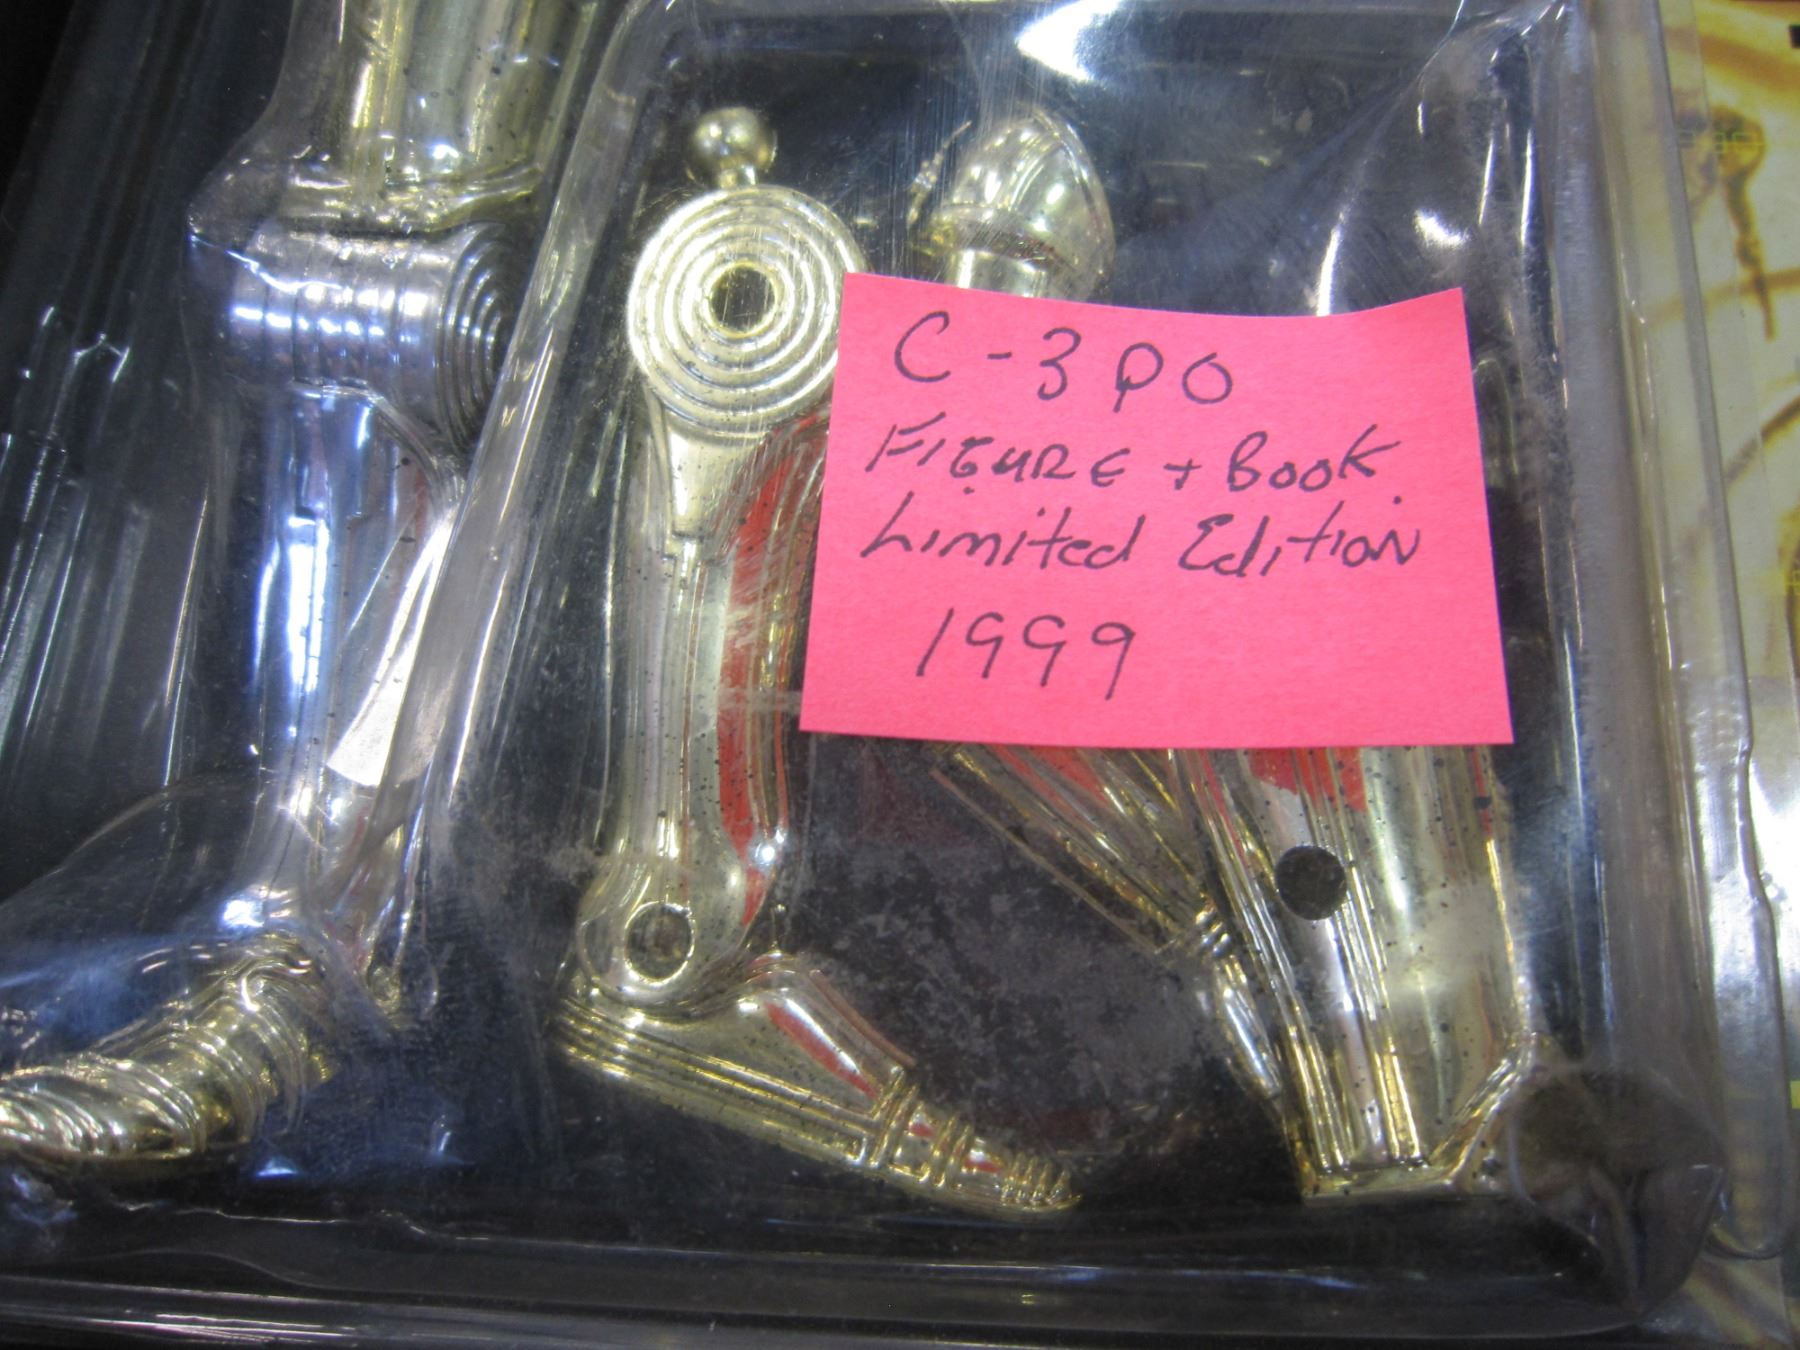 C-3PO
FIGURE + BOOK
Limited Edition
1999